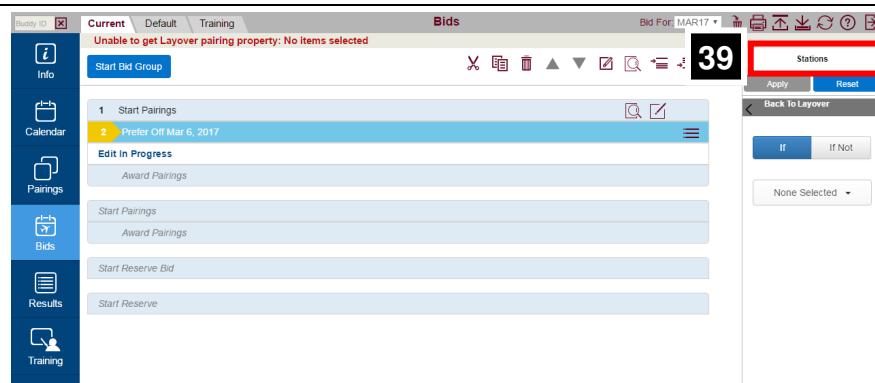 Buddy ID
Current Default Training Bids Bid For: MAR17
Unable to get Layover pairing property: No items selected
Info
Start Bid Group
39
Stations
Apply Reset
Back To Layover
1 Start Pairings
Calendar
2 Prefer Off Mar 6, 2017
Edit In Progress
If If Not
Award Pairings
Pairings
None Selected
Start Pairings
Award Pairings
Bids
Start Reserve Bid
Results
Start Reserve
Training